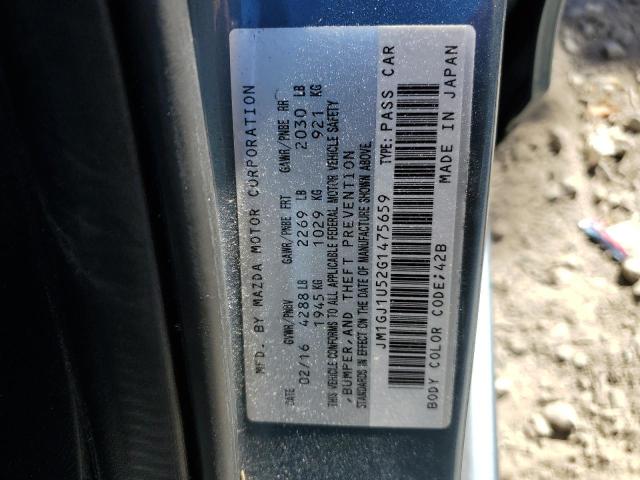 MFD. BY MAZDA MOTOR CORPORATION
DATE GVWR/PNBV GAWR/PNBE FRT GAWR/PNBE RR
02/16 4288 LB 2269 LB 2030 LB
1945 KG 1029 KG 921 KG
THIS VEHICLE CONFORMS TO ALL APPLICABLE FEDERAL MOTOR VEHICLE SAFETY
,BUMPER,AND THEFT PREVENTION
STANDARDS IN EFFECT ON THE DATE OF MANUFACTURE SHOWN ABOVE.
JM1GJ1U52G1475659 TYPE: PASS CAR
BODY COLOR CODE:42B MADE IN JAPAN